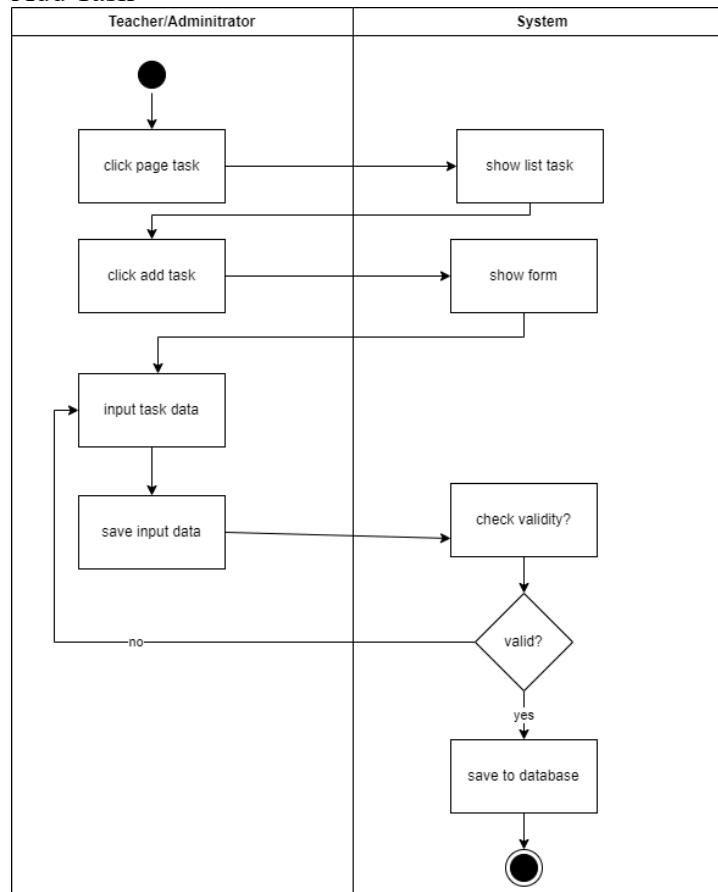 Teacher/Adminitrator
System
click page task
show list task
click add task
show form
input task data
save input data
check validity?
valid?
no
yes
save to database